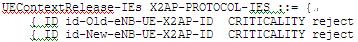 UEContextRelease-IEs X2AP-PROTOCOL-IES ::= {
{ ID id-Old-eNB-UE-X2AP-ID CRITICALITY reject
{ ID id-New-eNB-UE-X2AP-ID CRITICALITY reject